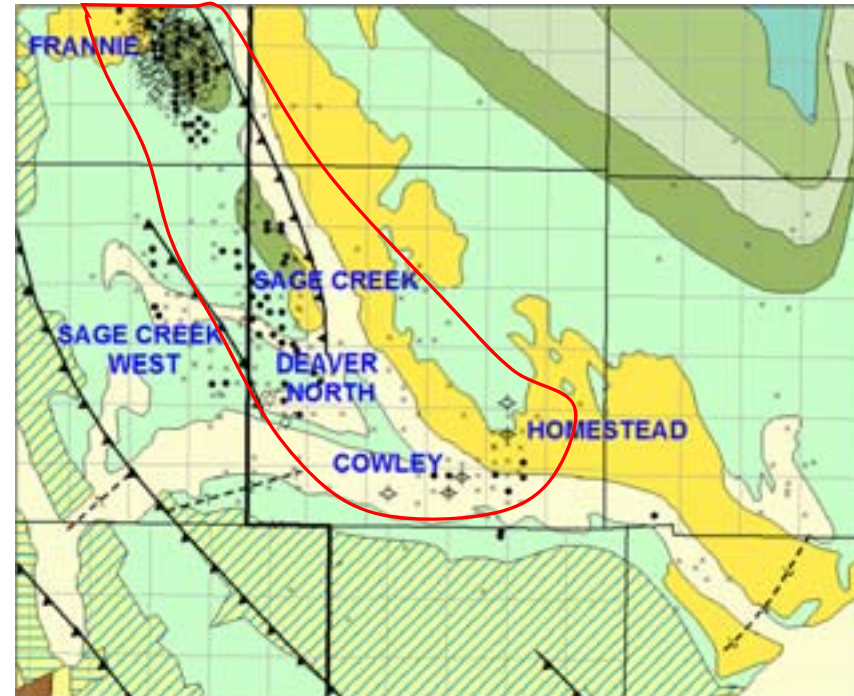 FRANNIE
SAGE CREEK
SAGE CREEK
WEST
DEAVER
NORTH
HOMESTEAD
COWLEY